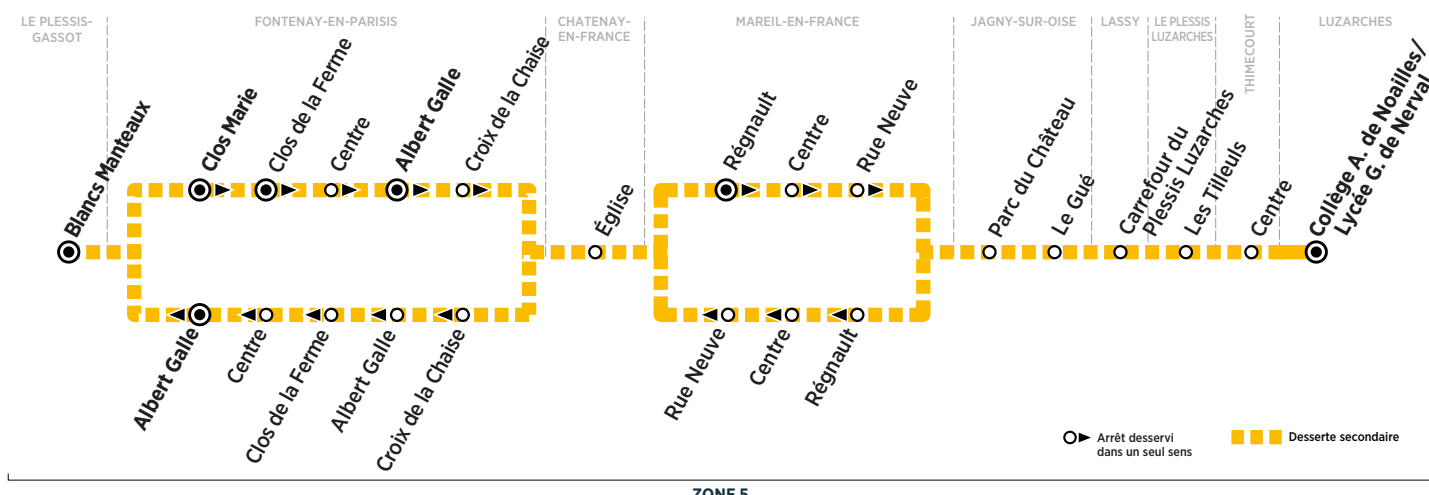 LE PLESSIS-
GASSOT
FONTENAY-EN-PARISIS
CHATENAY-
EN-FRANCE
MAREIL-EN-FRANCE
JAGNY-SUR-OISE
LASSY
LE PLESSIS
LUZARCHES
THIMECOURT
LUZARCHES
Blancs Manteaux
Clos Marie
Clos de la Ferme
Centre
Albert Galle
Croix de la Chaise
Église
Régnault
Centre
Rue Neuve
Parc du Château
Le Gué
Carrefour du
Plessis Luzarches
Les Tilleuls
Centre
Collège A. de Noailles/
Lycée G. de Nerval
Albert Galle
Centre
Clos de la Ferme
Albert Galle
Croix de la Chaise
Rue Neuve
Centre
Régnault
Arrêt desservi
dans un seul sens
Desserte secondaire
ZONE 5